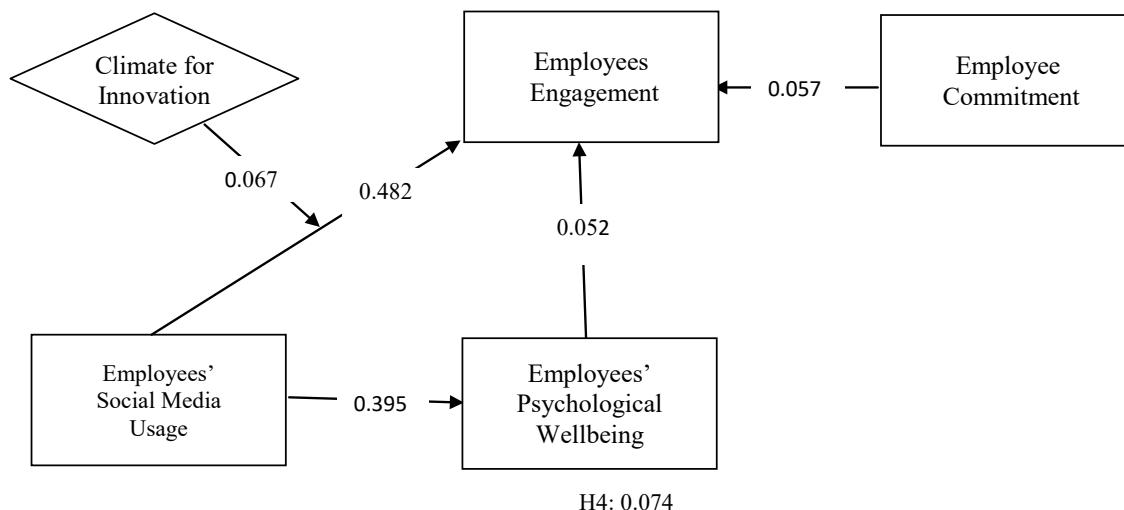 Climate for
Innovation
Employees
Engagement
Employee
Commitment
0.057
0.067
0.482
0.052
Employees’
Social Media
Usage
0.395
Employees’
Psychological
Wellbeing
H4: 0.074